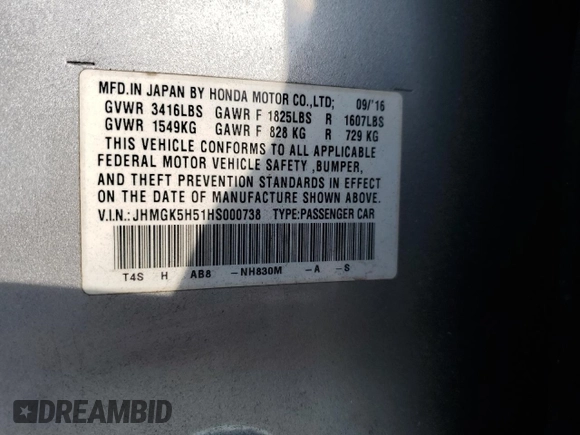 MFD.IN JAPAN BY HONDA MOTOR CO.,LTD; 09/'16
GVWR 3416LBS GAWR F 1825LBS R 1607LBS
GVWR 1549KG GAWR F 828 KG R 729 KG
THIS VEHICLE CONFORMS TO ALL APPLICABLE
FEDERAL MOTOR VEHICLE SAFETY ,BUMPER,
AND THEFT PREVENTION STANDARDS IN EFFECT
ON THE DATE OF MANUFACTURE SHOWN ABOVE.
V.I.N.: JHMGK5H51HS000738 TYPE:PASSENGER CAR
T4S H AB8 -NH830M -A -S
DREAMBID